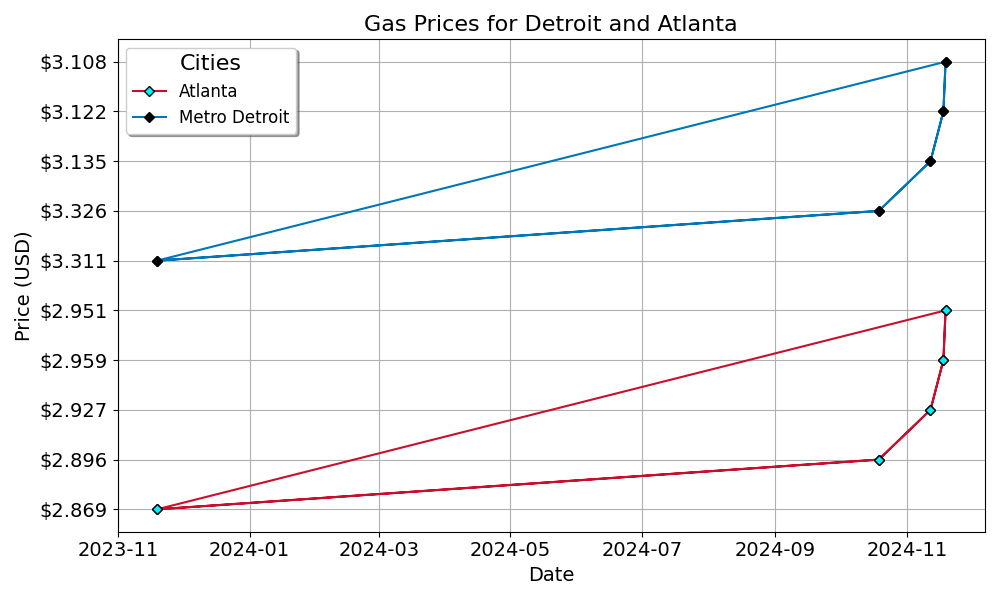 Gas Prices for Detroit and Atlanta
Cities
Atlanta
Metro Detroit
Price (USD)
$3.108
$3.122
$3.135
$3.326
$3.311
$2.951
$2.959
$2.927
$2.896
$2.869
2023-11 2024-01 2024-03 2024-05 2024-07 2024-09 2024-11
Date